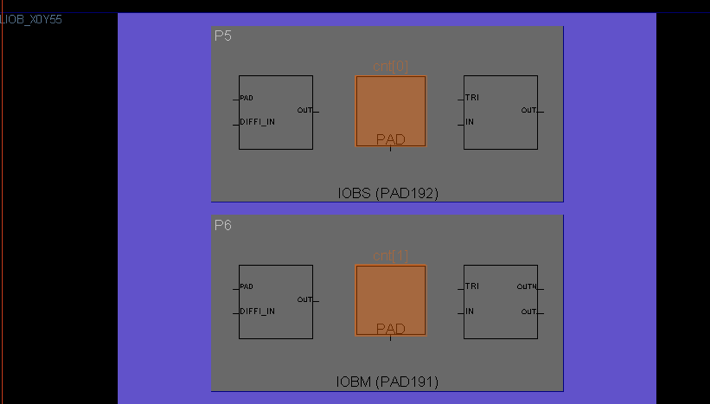 LIOB_X0Y55
P5
cnt[0]
PAD
TRI
OUT
OUT
DIFFI_IN
IN
PAD
IOBS (PAD192)
P6
cnt[1]
PAD
TRI
OUTN
OUT
DIFFI_IN
IN
OUT
PAD
IOBM (PAD191)